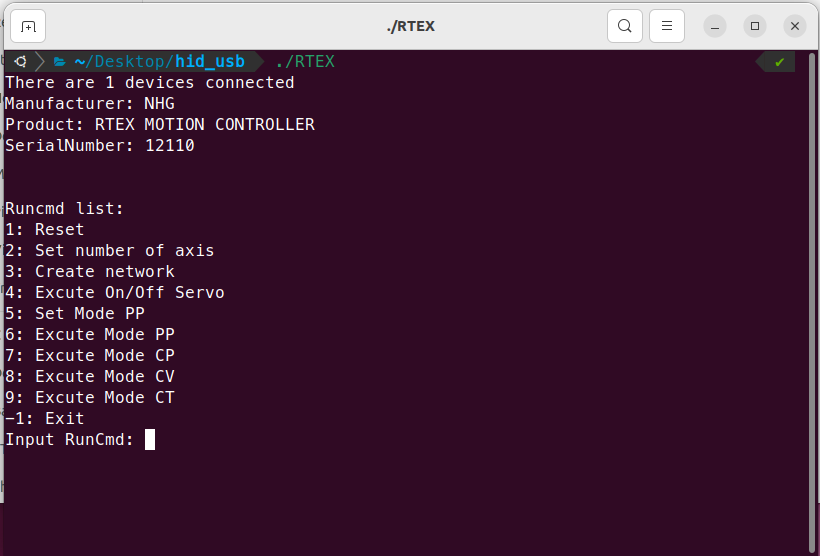 ./RTEX
~/Desktop/hid_usb ./RTEX ✔
There are 1 devices connected
Manufacturer: NHG
Product: RTEX MOTION CONTROLLER
SerialNumber: 12110
Runcmd list:
1: Reset
2: Set number of axis
3: Create network
4: Excute On/Off Servo
5: Set Mode PP
6: Excute Mode PP
7: Excute Mode CP
8: Excute Mode CV
9: Excute Mode CT
-1: Exit
Input RunCmd: